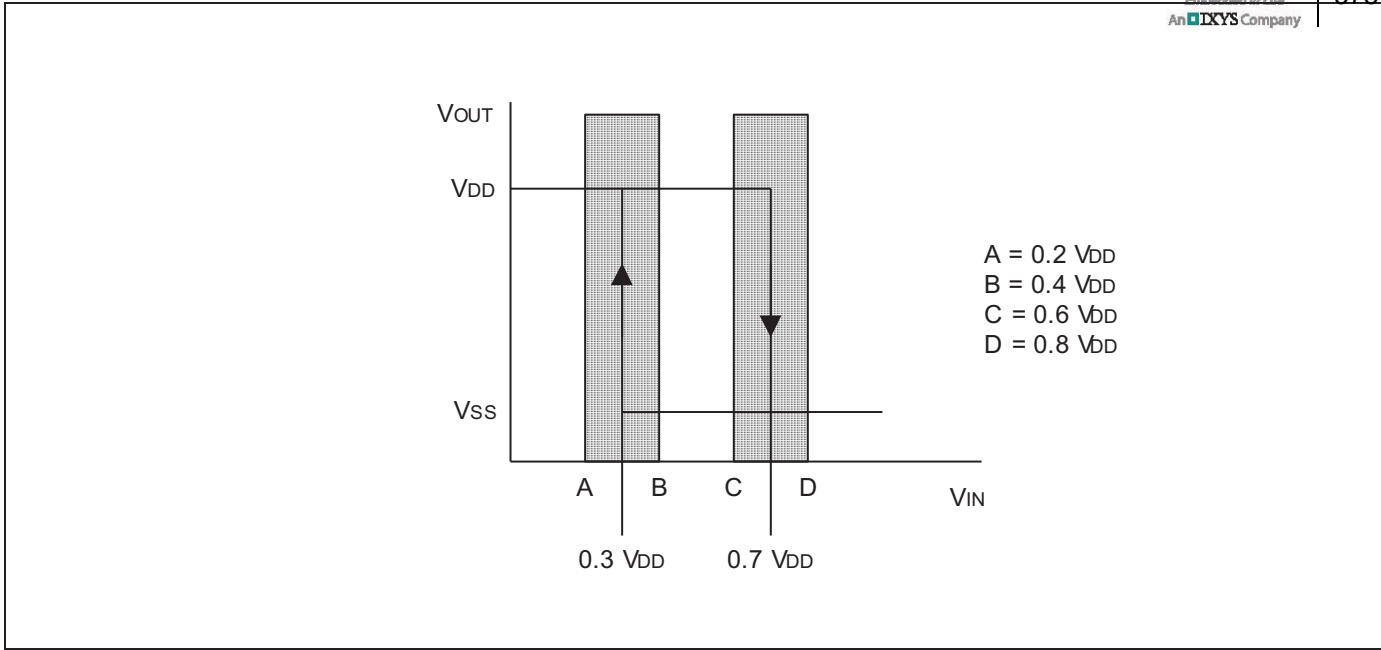 An IXYS Company
VOUT
VDD
VSS
A = 0.2 VDD
B = 0.4 VDD
C = 0.6 VDD
D = 0.8 VDD
A B C D
VIN
0.3 VDD 0.7 VDD